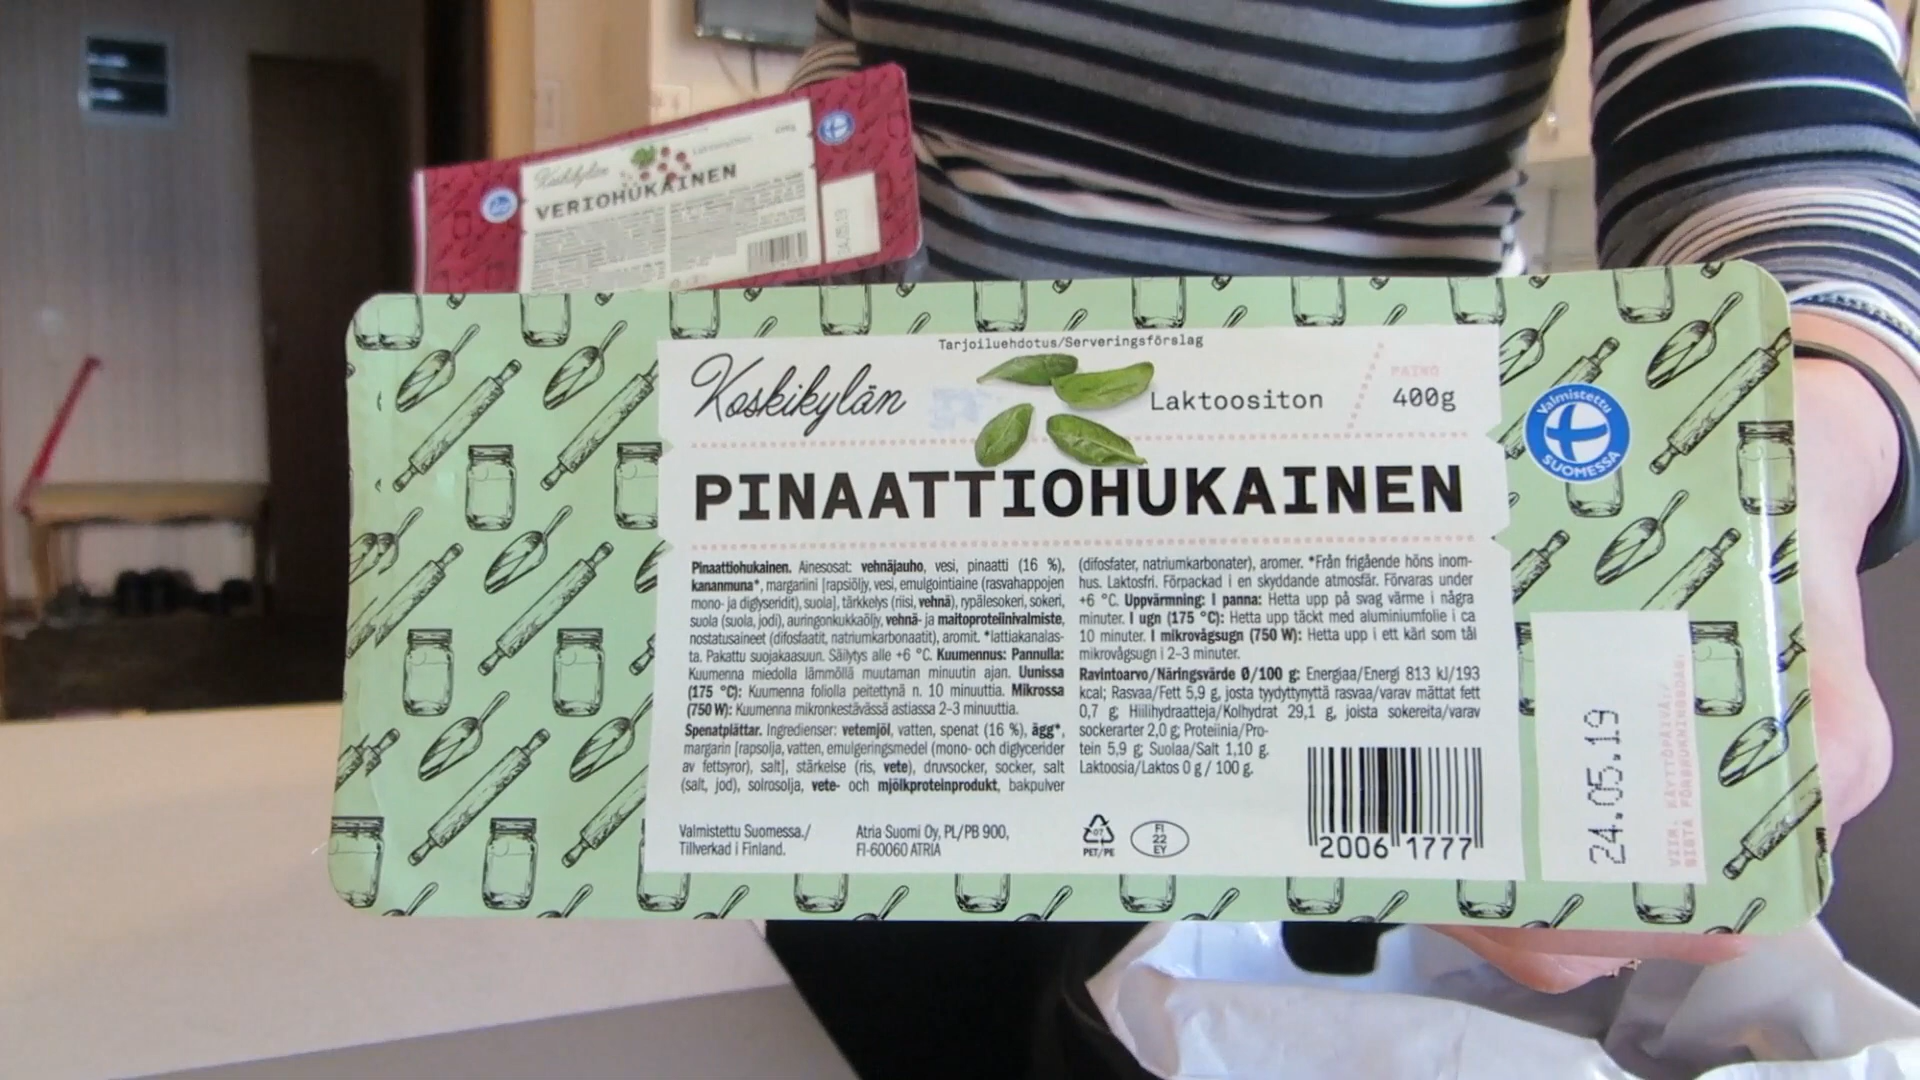 Koskikylän
VERIOHUKAINEN
Tarjoiluehdotus/Serveringsförslag
Koskikylän
Laktoositon
PAINO
400g
Valmistettu
SUOMESSA
PINAATTIOHUKAINEN
Pinaattiohukainen. Ainesosat: vehnäjauho, vesi, pinaatti (16 %),
kananmuna*, margariini [rapsiöljy, vesi, emulgointiaine (rasvahappojen
mono- ja diglyseridit), suola], tärkkelys (riisi, vehnä), rypälesokeri, sokeri,
suola (suola, jodi), auringonkukkaöljy, vehnä- ja maitoproteiinivalmiste,
nostatusaineet (difosfaatit, natriumkarbonaatit), aromit. *lattiakanalas-
ta. Pakattu suojakaasuun. Säilytys alle +6 °C. Kuumennus: Pannulla:
Kuumenna miedolla lämmöllä muutaman minuutin ajan. Uunissa
(175 °C): Kuumenna foliolla peitettynä n. 10 minuuttia. Mikrossa
(750 W): Kuumenna mikronkestävässä astiassa 2-3 minuuttia.
Spenatplättar. Ingredienser: vetemjöl, vatten, spenat (16 %), ägg*,
margarin [rapsolja, vatten, emulgeringsmedel (mono- och diglycerider
av fettsyror), salt], stärkelse (ris, vete), druvsocker, socker, salt
(salt, jod), solrosolja, vete- och mjölkproteinprodukt, bakpulver
(difosfater, natriumkarbonater), aromer. *Från frigående höns inom-
hus. Laktosfri. Förpackad i en skyddande atmosfär. Förvaras under
+6 °C. Uppvärmning: I panna: Hetta upp på svag värme i några
minuter. I ugn (175 °C): Hetta upp täckt med aluminiumfolie i ca
10 minuter. I mikrovågsugn (750 W): Hetta upp i ett kärl som tål
mikrovågsugn i 2-3 minuter.
Ravintoarvo/Näringsvärde Ø/100 g: Energiaa/Energi 813 kJ/193
kcal; Rasvaa/Fett 5,9 g, josta tyydyttynyttä rasvaa/varav mättat fett
0,7 g; Hiilihydraatteja/Kolhydrat 29,1 g, joista sokereita/varav
sockerarter 2,0 g; Proteiinia/Pro-
tein 5,9 g; Suolaa/Salt 1,10 g.
Laktoosia/Laktos 0 g / 100 g.
Valmistettu Suomessa./
Tillverkad i Finland.
Atria Suomi Oy, PL/PB 900,
FI-60060 ATRIA
07
PET/PE
FI
22
EY
2006 1777
24.05.19
VIIM. KÄYTTÖPÄIVÄ/
SISTA FÖRBRUKNINGSDAG.